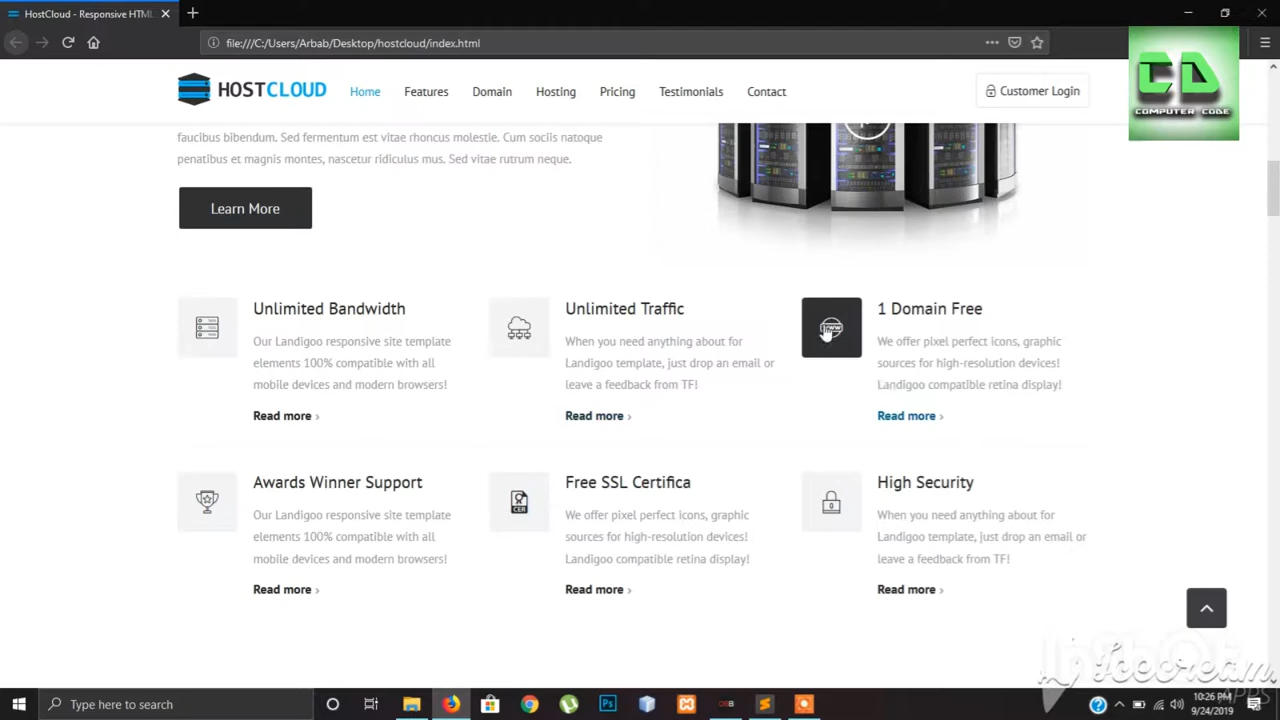 HostCloud - Responsive HTML
file:///C:/Users/Arbab/Desktop/hostcloud/index.html
CD
COMPUTER CODE
HOSTCLOUD
Home
Features
Domain
Hosting
Pricing
Testimonials
Contact
Customer Login
faucibus bibendum. Sed fermentum est vitae rhoncus molestie. Cum sociis natoque
penatibus et magnis montes, nascetur ridiculus mus. Sed vitae rutrum neque.
Learn More
Unlimited Bandwidth
Our Landigoo responsive site template
elements 100% compatible with all
mobile devices and modern browsers!
Read more ›
Unlimited Traffic
When you need anything about for
Landigoo template, just drop an email or
leave a feedback from TF!
Read more ›
1 Domain Free
We offer pixel perfect icons, graphic
sources for high-resolution devices!
Landigoo compatible retina display!
Read more ›
Awards Winner Support
Our Landigoo responsive site template
elements 100% compatible with all
mobile devices and modern browsers!
Read more ›
CER
Free SSL Certifica
We offer pixel perfect icons, graphic
sources for high-resolution devices!
Landigoo compatible retina display!
Read more ›
High Security
When you need anything about for
Landigoo template, just drop an email or
leave a feedback from TF!
Read more ›
Icecream
APPS
Type here to search
Ps
10:26 PM
9/24/2019